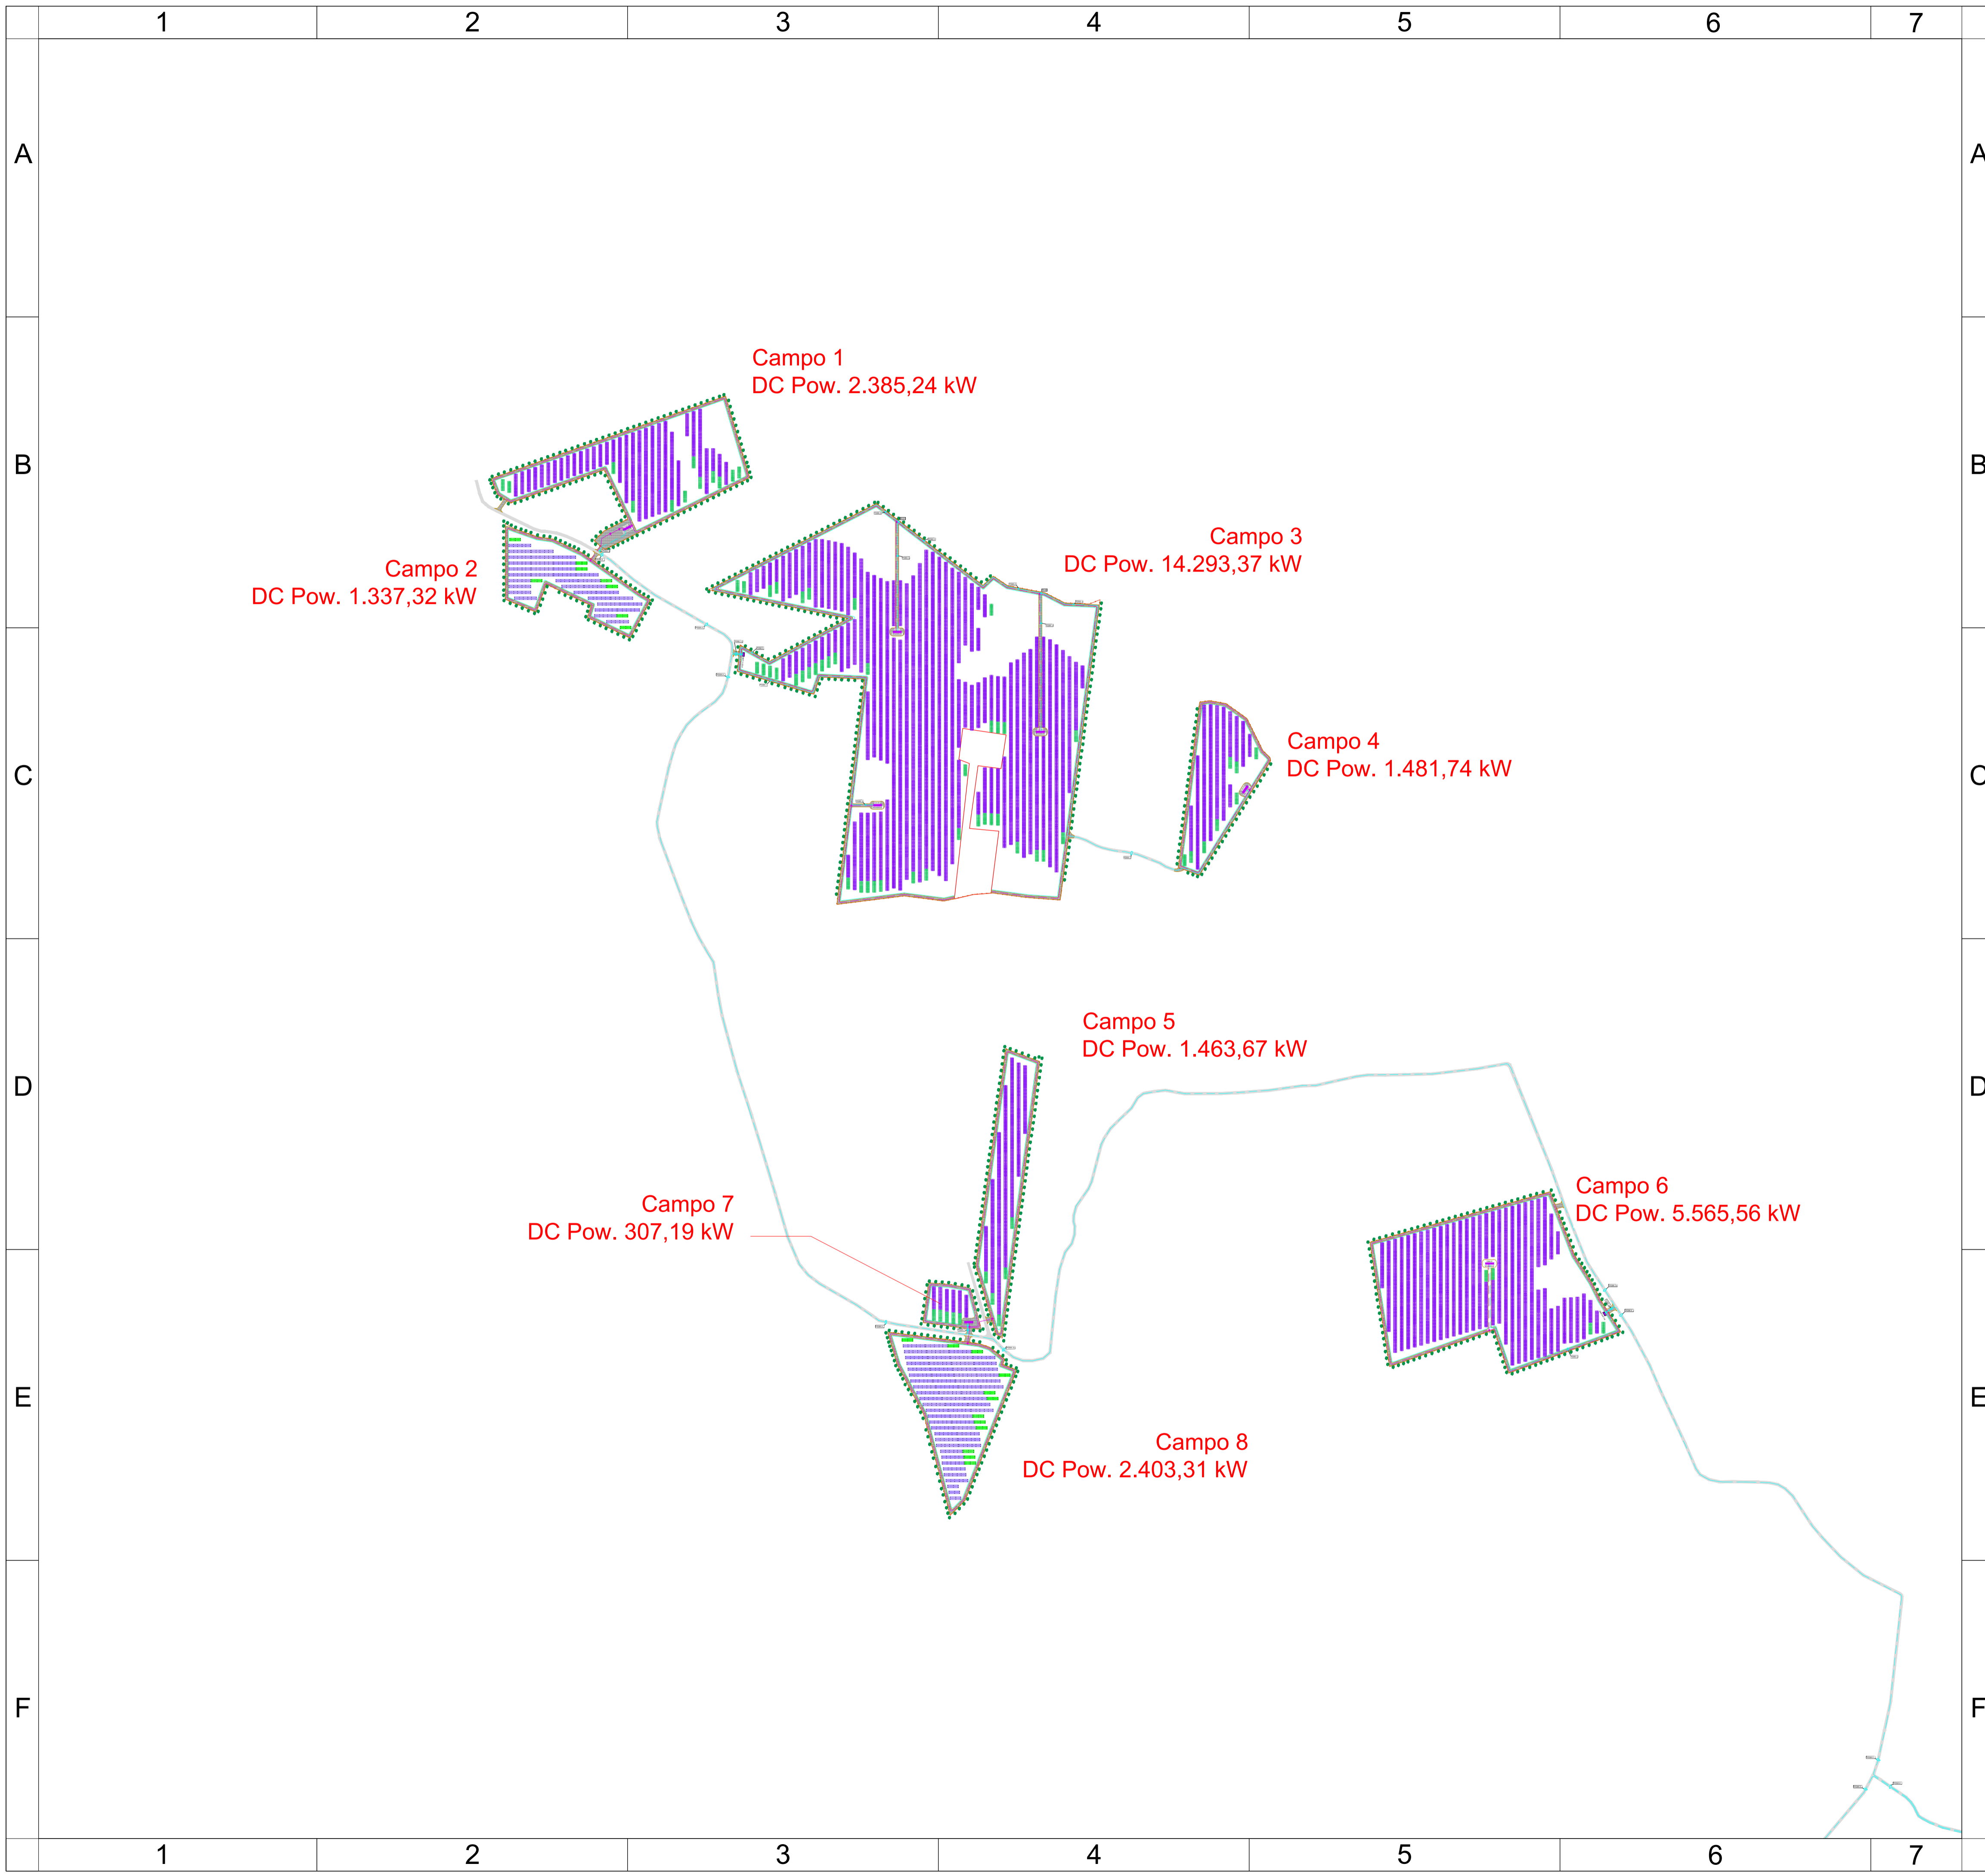 1 2 3 4 5 6 7
A A
Campo 1
DC Pow. 2.385,24 kW
B B
Campo 3
DC Pow. 14.293,37 kW
Campo 2
DC Pow. 1.337,32 kW
Campo 4
DC Pow. 1.481,74 kW
C C
Campo 5
DC Pow. 1.463,67 kW
D D
Campo 6
DC Pow. 5.565,56 kW
Campo 7
DC Pow. 307,19 kW
E E
Campo 8
DC Pow. 2.403,31 kW
F F
1 2 3 4 5 6 7